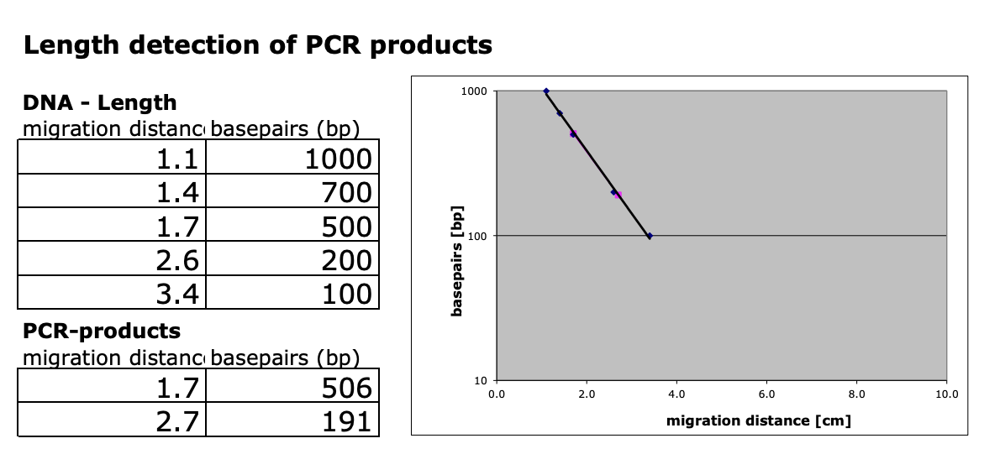 Length detection of PCR products
DNA - Length
migration distanc basepairs (bp)
1.1 1000
1.4 700
1.7 500
2.6 200
3.4 100
PCR-products
migration distanc basepairs (bp)
1.7 506
2.7 191
basepairs [bp]
1000
100
10
0.0 2.0 4.0 6.0 8.0 10.0
migration distance [cm]